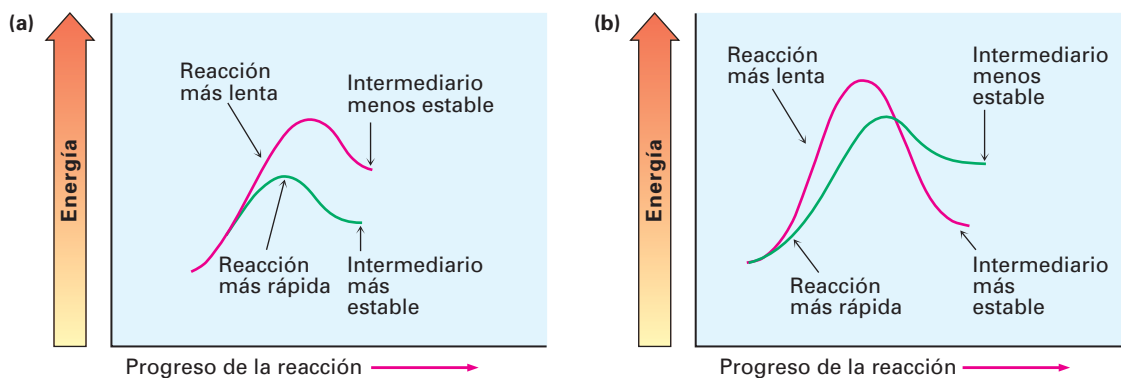 (a)
Energía
Reacción
más lenta
Intermediario
menos estable
Reacción
más rápida
Intermediario
más
estable
Progreso de la reacción
(b)
Energía
Reacción
más lenta
Intermediario
menos
estable
Reacción
más rápida
Intermediario
más
estable
Progreso de la reacción